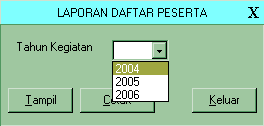 LAPORAN DAFTAR PESERTA X
Tahun Kegiatan
2004
2005
2006
Tampil Keluar